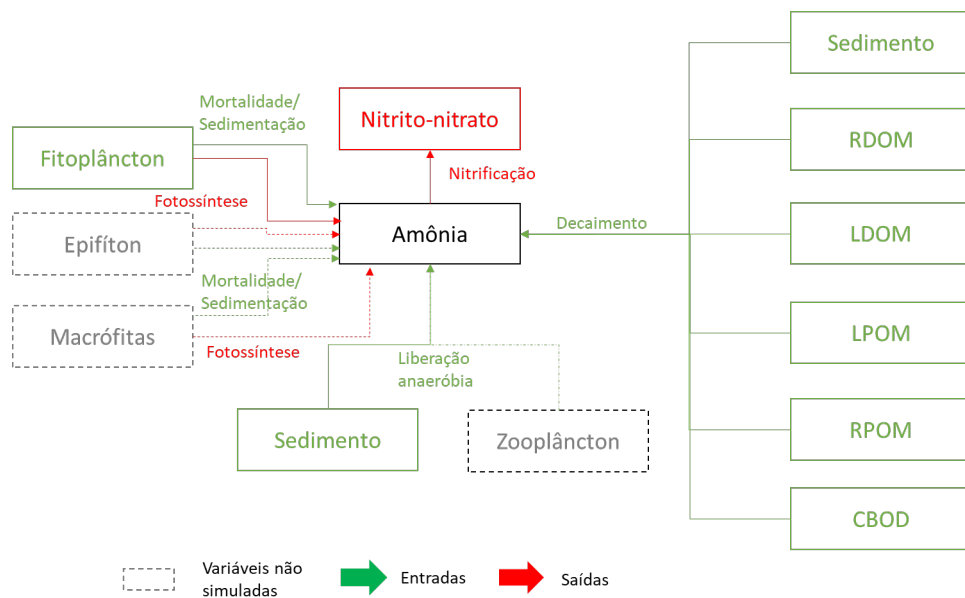 Sedimento
Mortalidade/
Sedimentação
Nitrito-nitrato
Fitoplâncton
RDOM
Nitrificação
Fotossíntese
Epifíton
Amônia
Decaimento
LDOM
Mortalidade/
Sedimentação
Macrófitas
Fotossíntese
LPOM
Liberação
anaeróbia
Sedimento
Zooplâncton
RPOM
CBOD
Variáveis não
simuladas
Entradas
Saídas